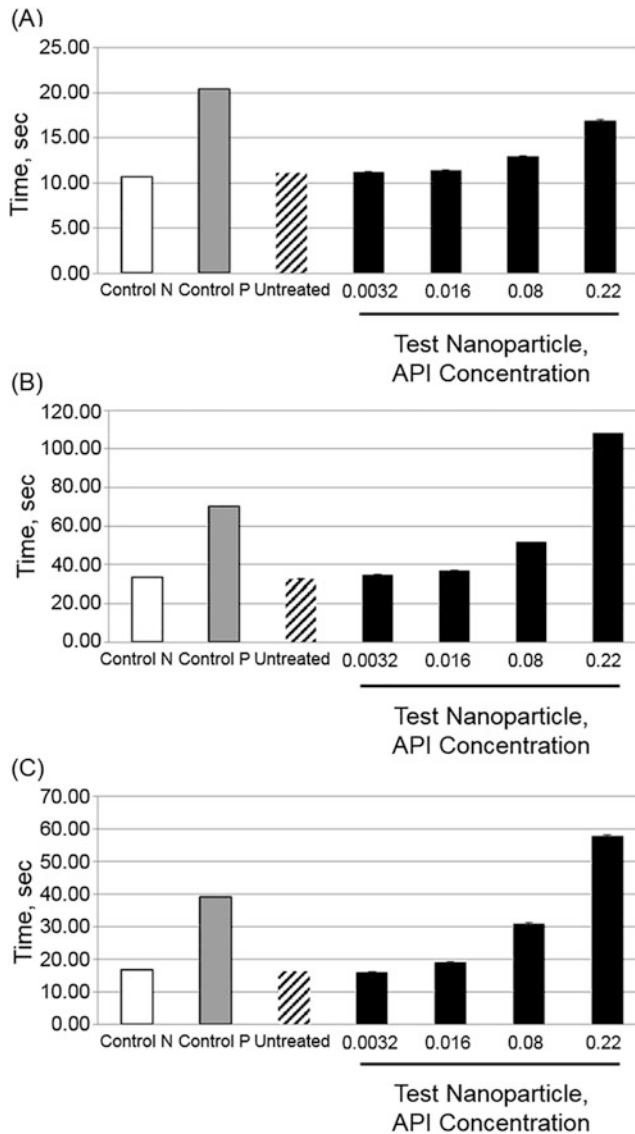 (A)
25.00
20.00
15.00
10.00
5.00
0.00
Time, sec
Control N Control P Untreated 0.0032 0.016 0.08 0.22
Test Nanoparticle,
API Concentration
(B)
120.00
100.00
80.00
60.00
40.00
20.00
0.00
Time, sec
Control N Control P Untreated 0.0032 0.016 0.08 0.22
Test Nanoparticle,
API Concentration
(C)
70.00
60.00
50.00
40.00
30.00
20.00
10.00
0.00
Time, sec
Control N Control P Untreated 0.0032 0.016 0.08 0.22
Test Nanoparticle,
API Concentration